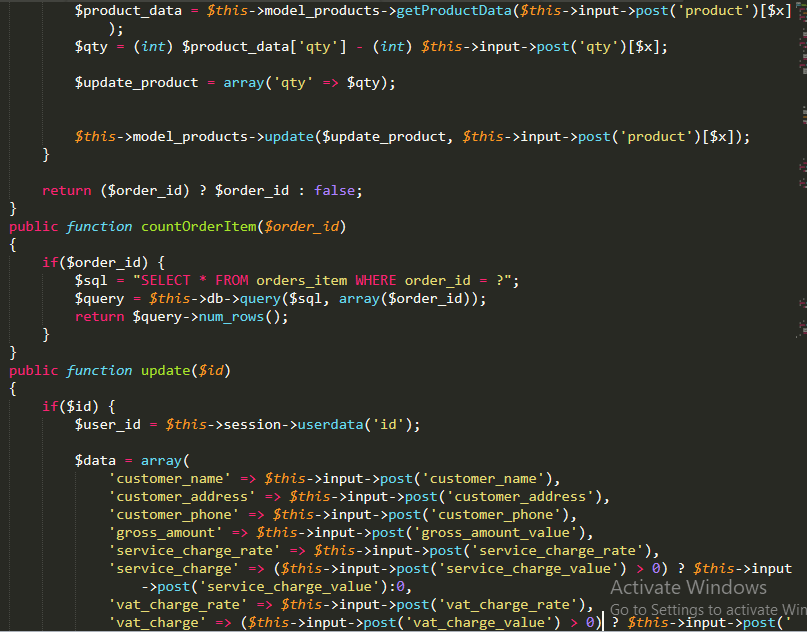 $product_data = $this->model_products->getProductData($this->input->post('product')[$x]
);
$qty = (int) $product_data['qty'] - (int) $this->input->post('qty')[$x];
$update_product = array('qty' => $qty);
$this->model_products->update($update_product, $this->input->post('product')[$x]);
}
return ($order_id) ? $order_id : false;
}
public function countOrderItem($order_id)
{
if($order_id) {
$sql = "SELECT * FROM orders_item WHERE order_id = ?";
$query = $this->db->query($sql, array($order_id));
return $query->num_rows();
}
}
public function update($id)
{
if($id) {
$user_id = $this->session->userdata('id');
$data = array(
'customer_name' => $this->input->post('customer_name'),
'customer_address' => $this->input->post('customer_address'),
'customer_phone' => $this->input->post('customer_phone'),
'gross_amount' => $this->input->post('gross_amount_value'),
'service_charge_rate' => $this->input->post('service_charge_rate'),
'service_charge' => ($this->input->post('service_charge_value') > 0) ? $this->input
->post('service_charge_value'):0,
Activate Windows
'vat_charge_rate' => $this->input->post('vat_charge_rate'),
Go to Settings to activate Win
'vat_charge' => ($this->input->post('vat_charge_value') > 0) ? $this->input->post('